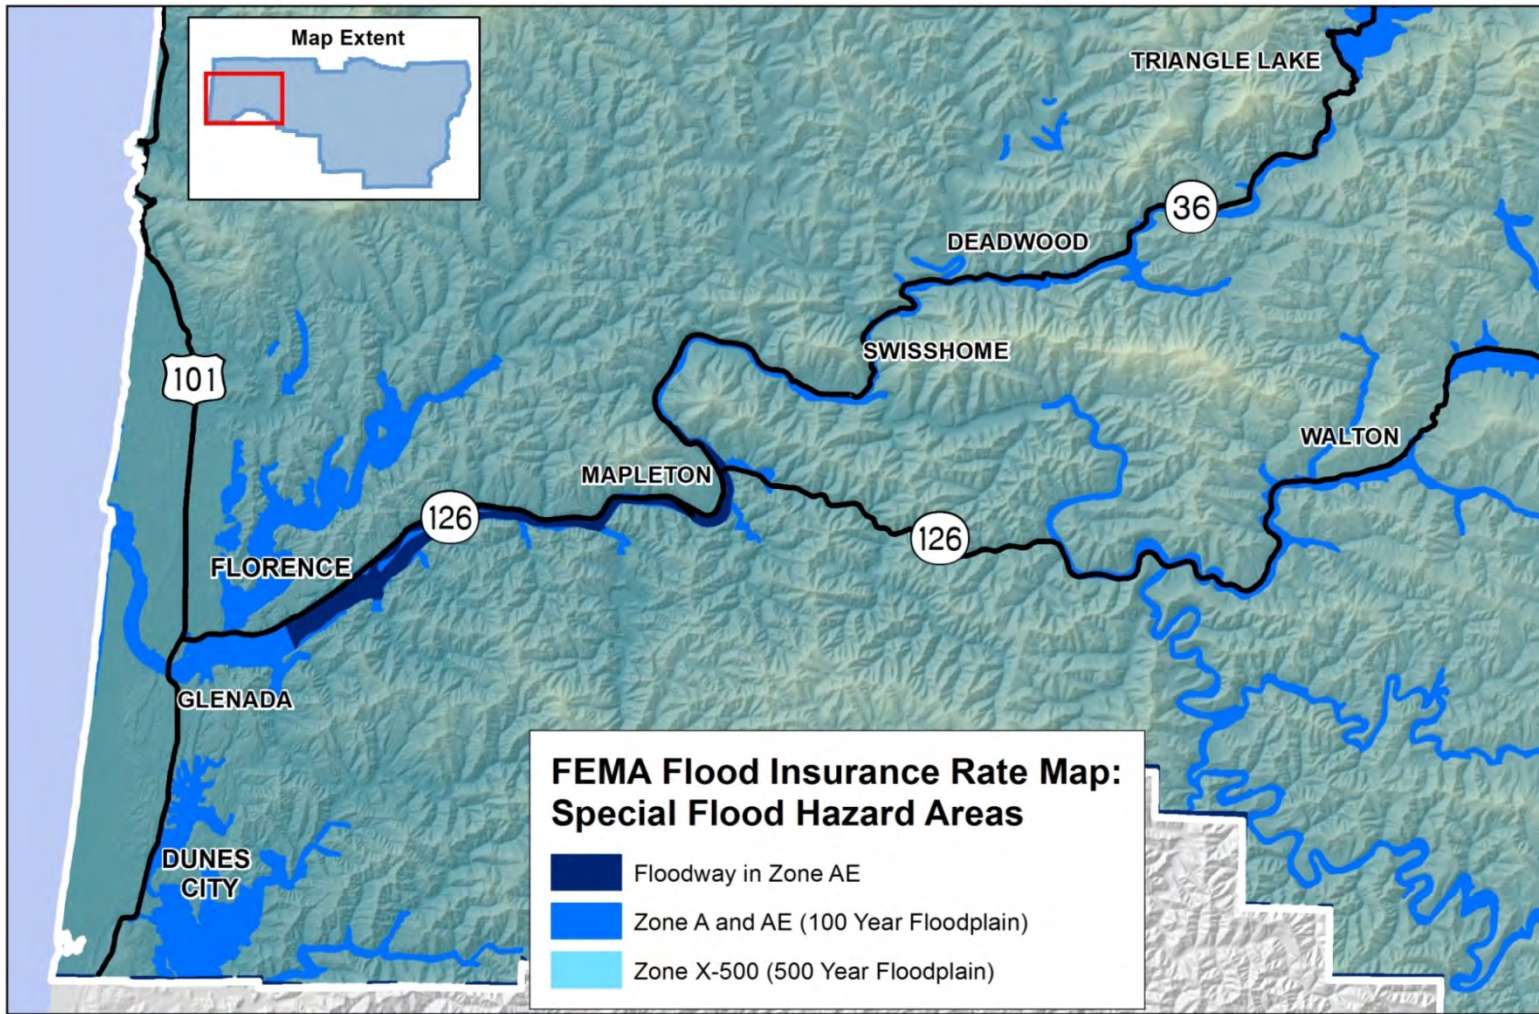 Map Extent
TRIANGLE LAKE
36
DEADWOOD
SWISSHOME
101
WALTON
MAPLETON
126
126
FLORENCE
GLENADA
DUNES
CITY
FEMA Flood Insurance Rate Map:
Special Flood Hazard Areas
Floodway in Zone AE
Zone A and AE (100 Year Floodplain)
Zone X-500 (500 Year Floodplain)